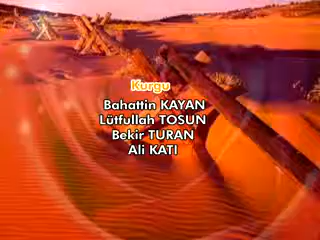 Kurgu
Bahattin KAYAN
Lütfullah TOSUN
Bekir TURAN
Ali KATI